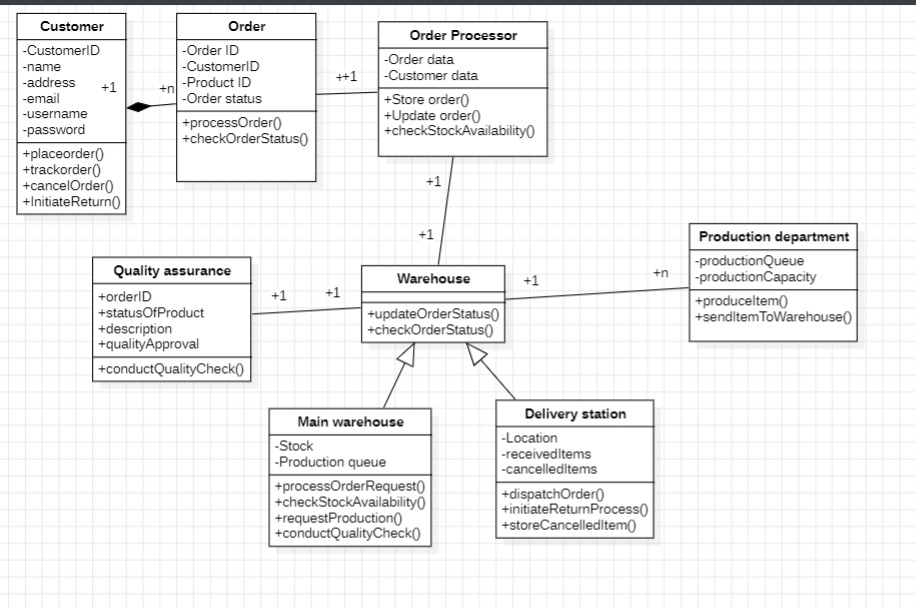 Customer
-CustomerID
-name
-address
-email
-username
-password
+placeorder()
+trackorder()
+cancelOrder()
+InitiateReturn()
+1
+n
Order
-Order ID
-CustomerID
-Product ID
-Order status
+processOrder()
+checkOrderStatus()
++1
Order Processor
-Order data
-Customer data
+Store order()
+Update order()
+checkStockAvailability()
+1
+1
Quality assurance
+orderID
+statusOfProduct
+description
+qualityApproval
+conductQualityCheck()
+1
+1
Warehouse
+updateOrderStatus()
+checkOrderStatus()
+1
+n
Production department
-productionQueue
-productionCapacity
+produceItem()
+sendItemToWarehouse()
Main warehouse
-Stock
-Production queue
+processOrderRequest()
+checkStockAvailability()
+requestProduction()
+conductQualityCheck()
Delivery station
-Location
-receivedItems
-cancelledItems
+dispatchOrder()
+initiateReturnProcess()
+storeCancelledItem()